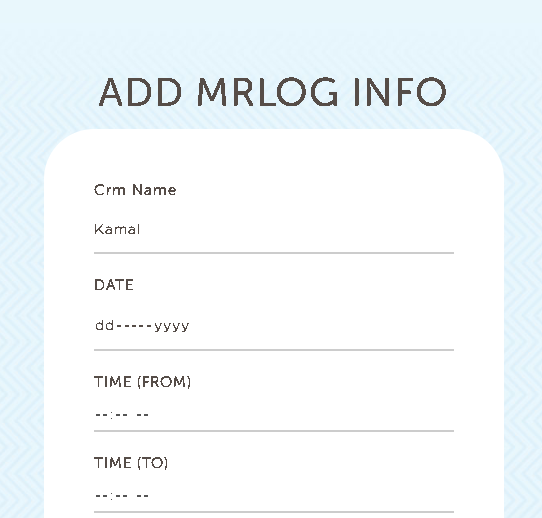 ADD MRLOG INFO
Crm Name
Kamal
DATE
dd-----yyyy
TIME (FROM)
--:-- --
TIME (TO)
--:-- --